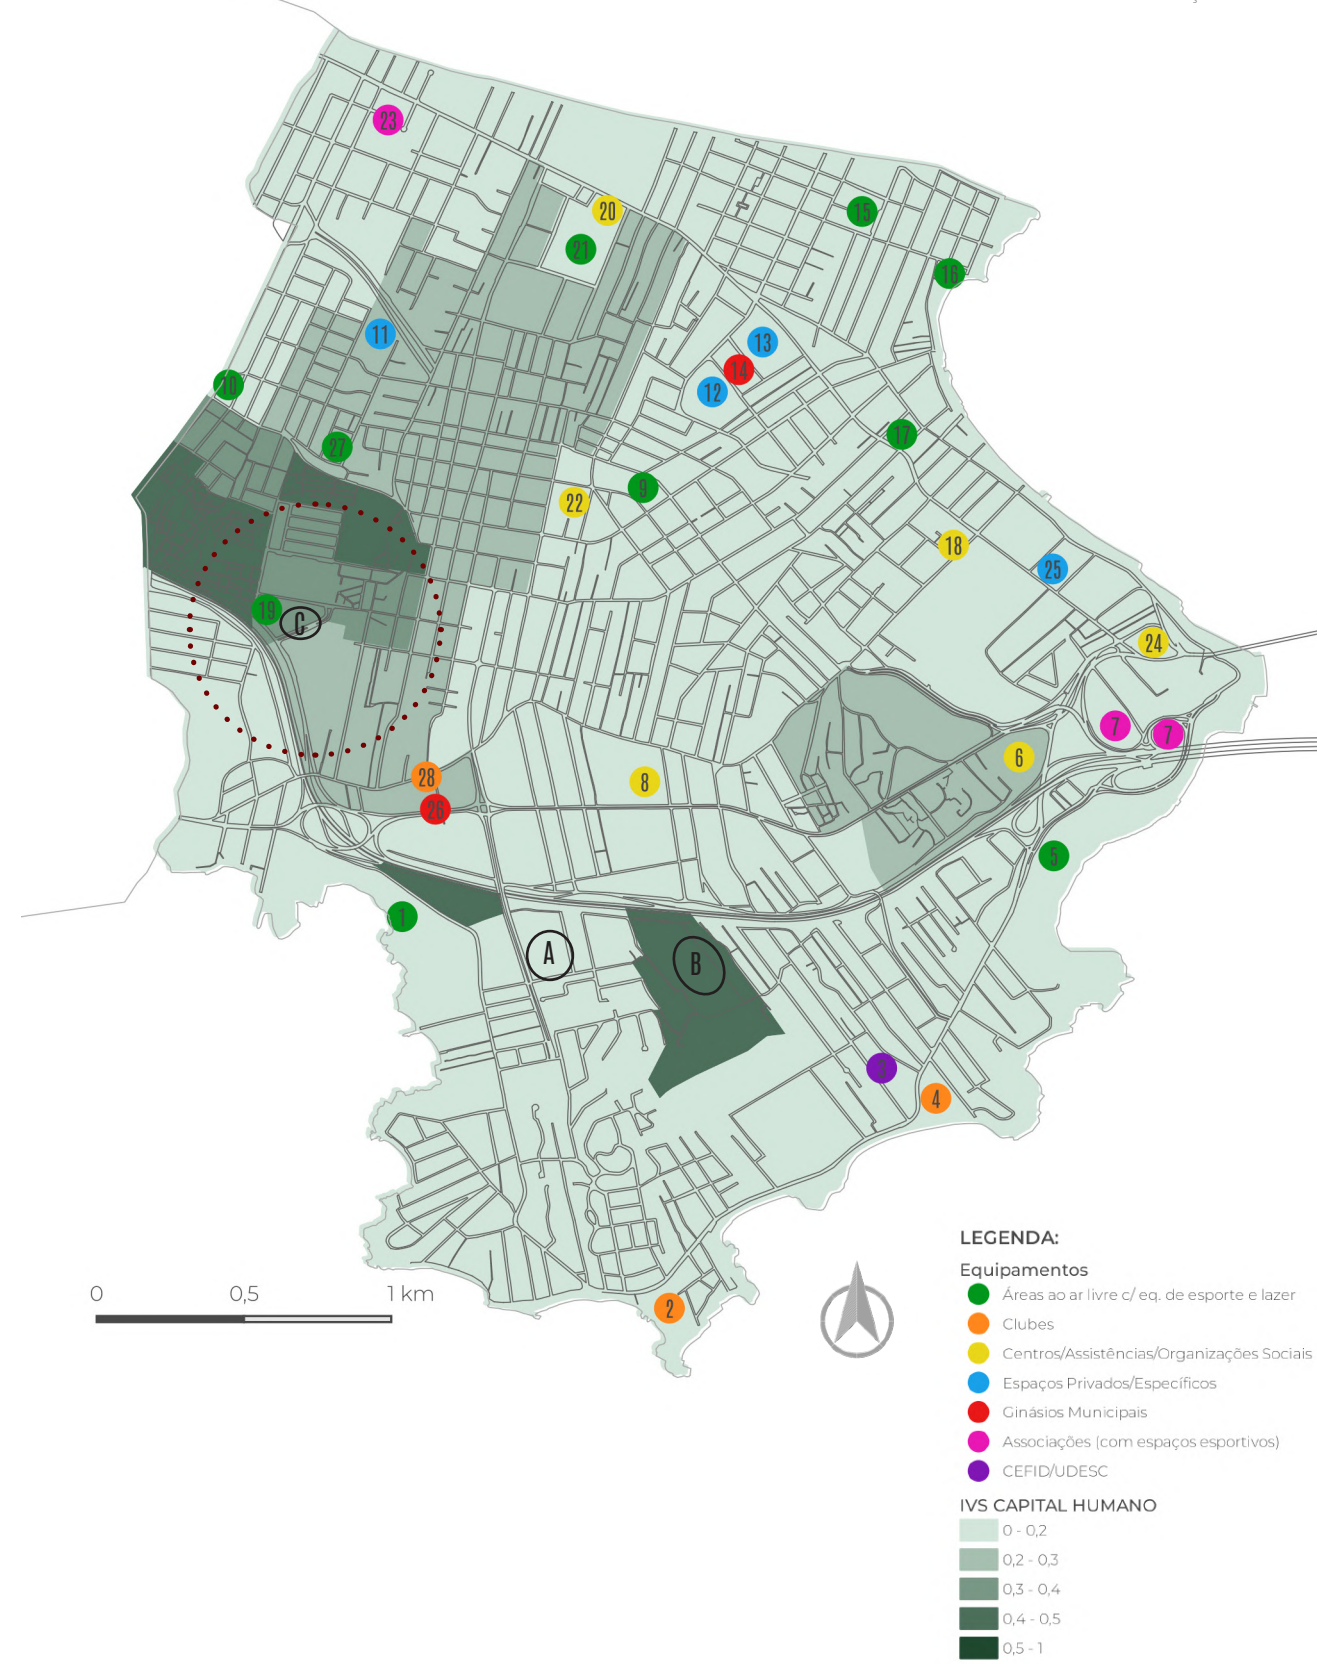 23
20
15
21
16
11
13
14
12
10
17
27
9
22
18
25
19
C
24
7
7
6
28
8
26
5
1
A
B
3
4
2
0 0,5 1 km
LEGENDA:
Equipamentos
Áreas ao ar livre c/ eq. de esporte e lazer
Clubes
Centros/Assistências/Organizações Sociais
Espaços Privados/Específicos
Ginásios Municipais
Associações (com espaços esportivos)
CEFID/UDESC
IVS CAPITAL HUMANO
0 - 0,2
0,2 - 0,3
0,3 - 0,4
0,4 - 0,5
0,5 - 1